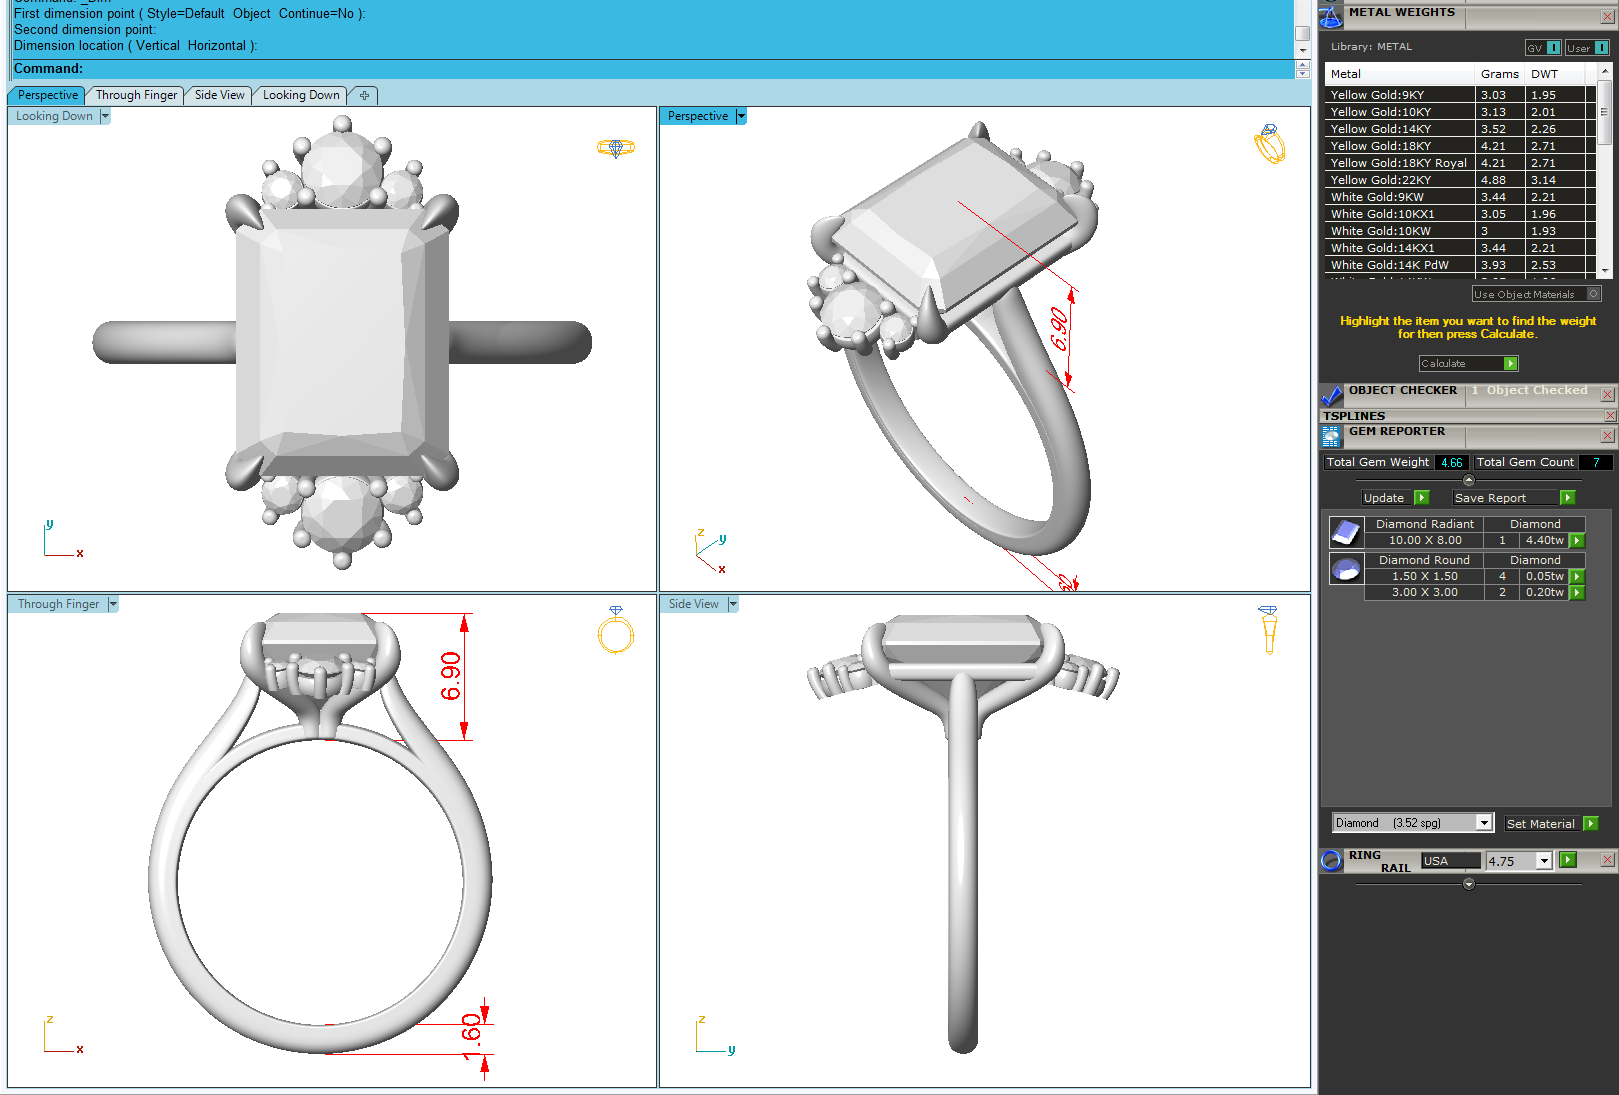 First dimension point ( Style=Default  Object  Continue=No ):
Second dimension point:
Dimension location ( Vertical  Horizontal ):
Command:
Perspective
Through Finger
Side View
Looking Down
Looking Down
Perspective
6.90
z
y
x
y
x
Through Finger
6.90
1.60
z
x
Side View
z
y
METAL WEIGHTS
Library: METAL
GV
User
Metal Grams DWT
Yellow Gold:9KY 3.03 1.95
Yellow Gold:10KY 3.13 2.01
Yellow Gold:14KY 3.52 2.26
Yellow Gold:18KY 4.21 2.71
Yellow Gold:18KY Royal 4.21 2.71
Yellow Gold:22KY 4.88 3.14
White Gold:9KW 3.44 2.21
White Gold:10KX1 3.05 1.96
White Gold:10KW 3 1.93
White Gold:14KX1 3.44 2.21
White Gold:14K PdW 3.93 2.53
Use Object Materials
Highlight the item you want to find the weight
for then press Calculate.
Calculate
OBJECT CHECKER 1 Object Checked
TSPLINES
GEM REPORTER
Total Gem Weight 4.66 Total Gem Count 7
Update
Save Report
Diamond Radiant Diamond
10.00 X 8.00 1 4.40tw
Diamond Round Diamond
1.50 X 1.50 4 0.05tw
3.00 X 3.00 2 0.20tw
Diamond (3.52 spg)
Set Material
RING RAIL USA 4.75